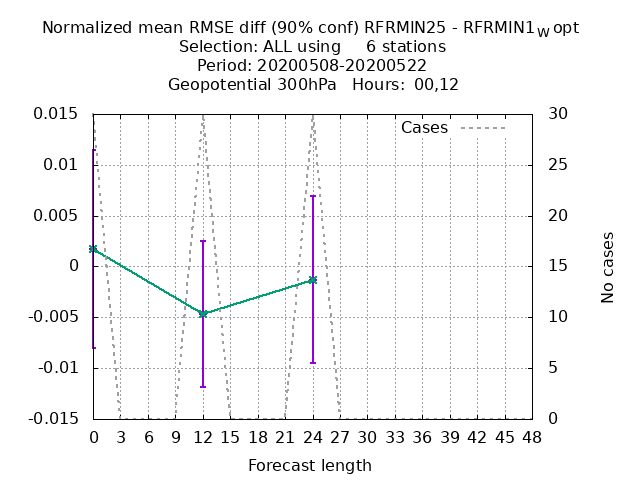 Normalized mean RMSE diff (90% conf) RFRMIN25 - RFRMIN1W opt
Selection: ALL using 6 stations
Period: 20200508-20200522
Geopotential 300hPa Hours: 00,12
Cases
0.015
0.01
0.005
0
-0.005
-0.01
-0.015
30
25
20
15
10
5
0
No cases
0 3 6 9 12 15 18 21 24 27 30 33 36 39 42 45 48
Forecast length